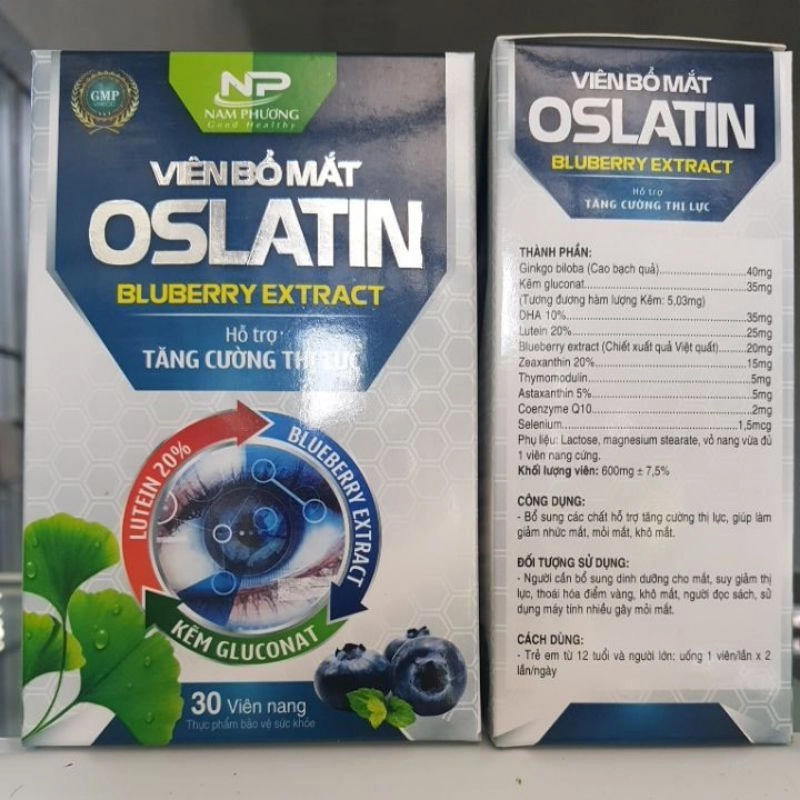 GMP
NP
NAM PHƯƠNG
Good Healthy
VIÊN BỔ MẮT
OSLATIN
BLUBERRY EXTRACT
Hỗ trợ
TĂNG CƯỜNG THỊ LỰC
LUTEIN 20%
BLUEBERRY EXTRACT
KẼM GLUCONAT
30 Viên nang
Thực phẩm bảo vệ sức khỏe
VIÊN BỔ MẮT
OSLATIN
BLUBERRY EXTRACT
Hỗ trợ
TĂNG CƯỜNG THỊ LỰC
THÀNH PHẦN:
Ginkgo biloba (Cao bạch quả)..........40mg
Kẽm gluconat..........35mg
(Tương đương hàm lượng Kẽm: 5,03mg)
DHA 10%..........35mg
Lutein 20%..........25mg
Blueberry extract (Chiết xuất quả Việt quất)..........20mg
Zeaxanthin 20%..........15mg
Thymomodulin..........5mg
Astaxanthin 5%..........5mg
Coenzyme Q10..........2mg
Selenium..........1,5mcg
Phụ liệu: Lactose, magnesium stearate, vỏ nang vừa đủ
1 viên nang cứng.
Khối lượng viên: 600mg ± 7,5%
CÔNG DỤNG:
- Bổ sung các chất hỗ trợ tăng cường thị lực, giúp làm
giảm nhức mắt, mỏi mắt, khô mắt.
ĐỐI TƯỢNG SỬ DỤNG:
- Người cần bổ sung dinh dưỡng cho mắt, suy giảm thị
lực, thoái hóa điểm vàng, khô mắt, người đọc sách, sử
dụng máy tính nhiều gây mỏi mắt.
CÁCH DÙNG:
- Trẻ em từ 12 tuổi và người lớn: uống 1 viên/lần x 2
lần/ngày